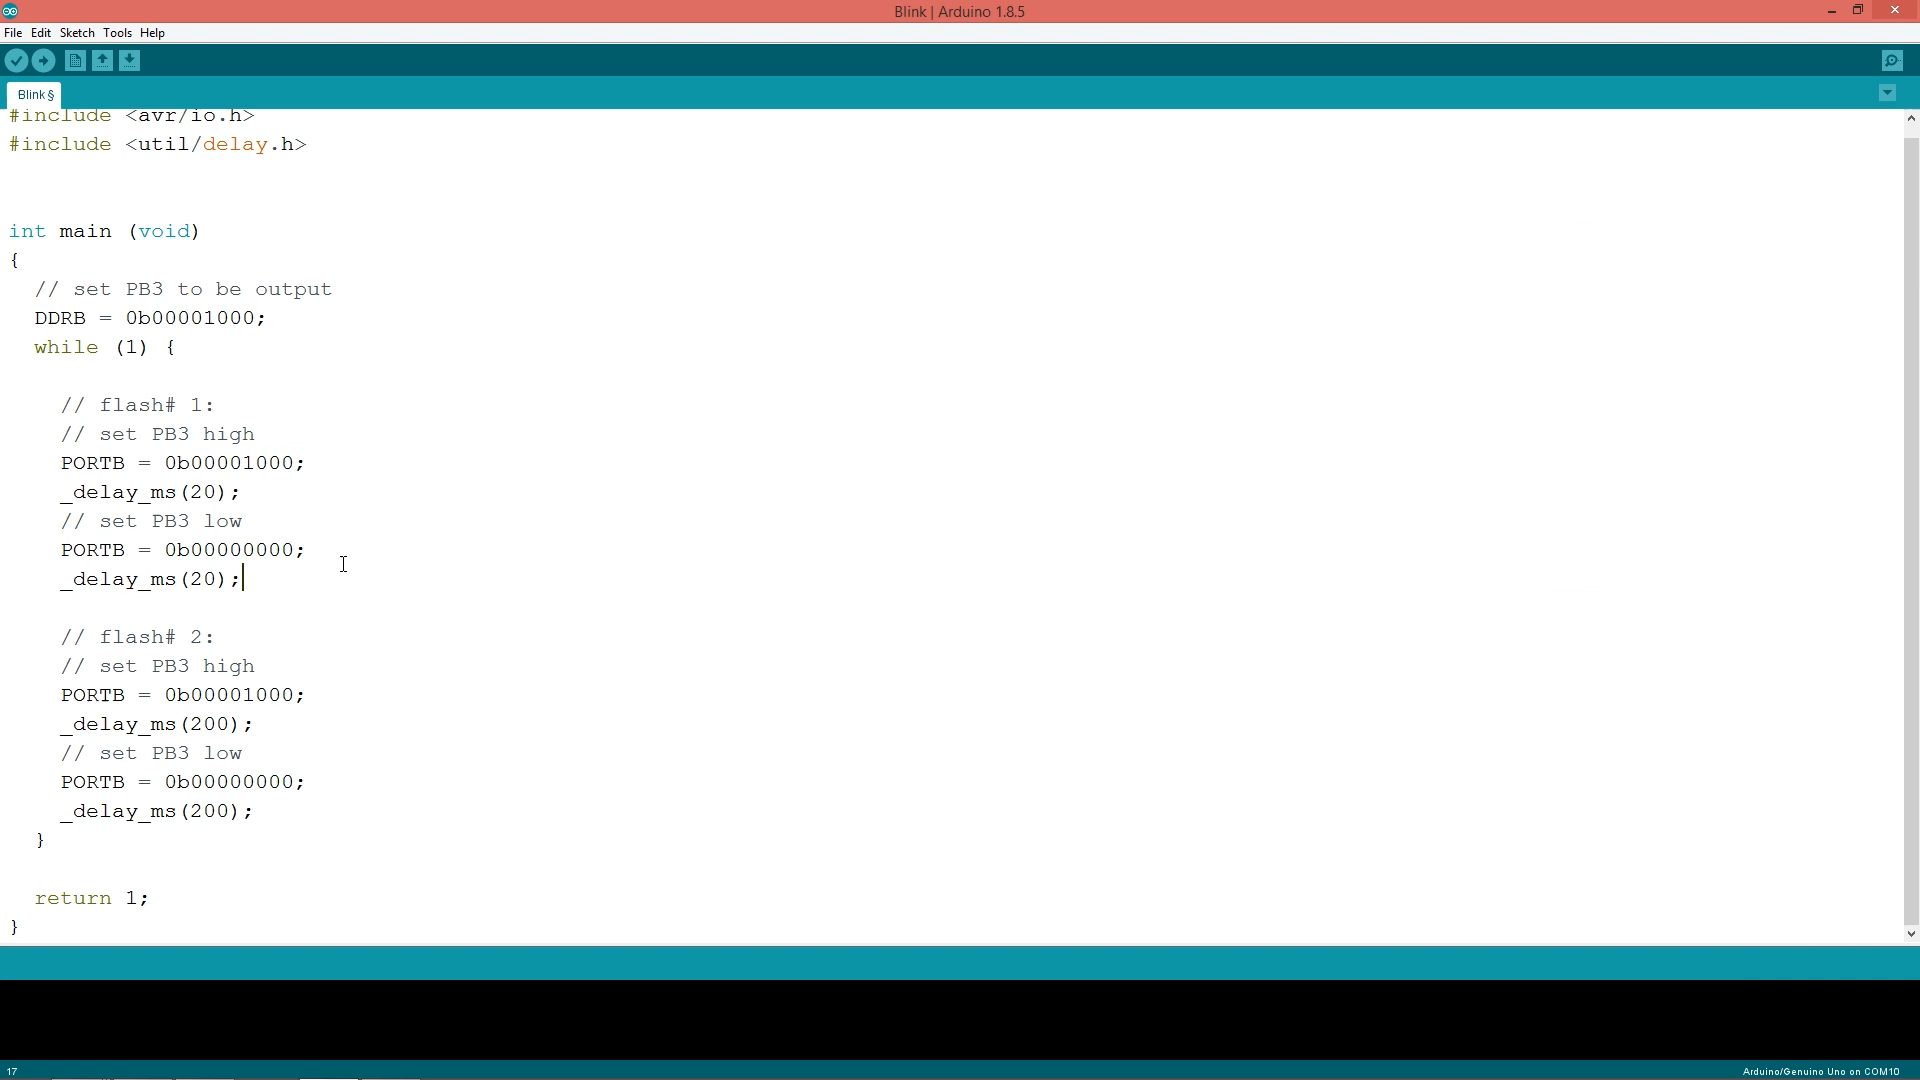 Blink | Arduino 1.8.5
File Edit Sketch Tools Help
Blink §
#include <avr/io.h>
#include <util/delay.h>
int main (void)
{
// set PB3 to be output
DDRB = 0b00001000;
while (1) {
// flash# 1:
// set PB3 high
PORTB = 0b00001000;
_delay_ms(20);
// set PB3 low
PORTB = 0b00000000;
_delay_ms(20);
// flash# 2:
// set PB3 high
PORTB = 0b00001000;
_delay_ms(200);
// set PB3 low
PORTB = 0b00000000;
_delay_ms(200);
}
return 1;
}
17
Arduino/Genuino Uno on COM10